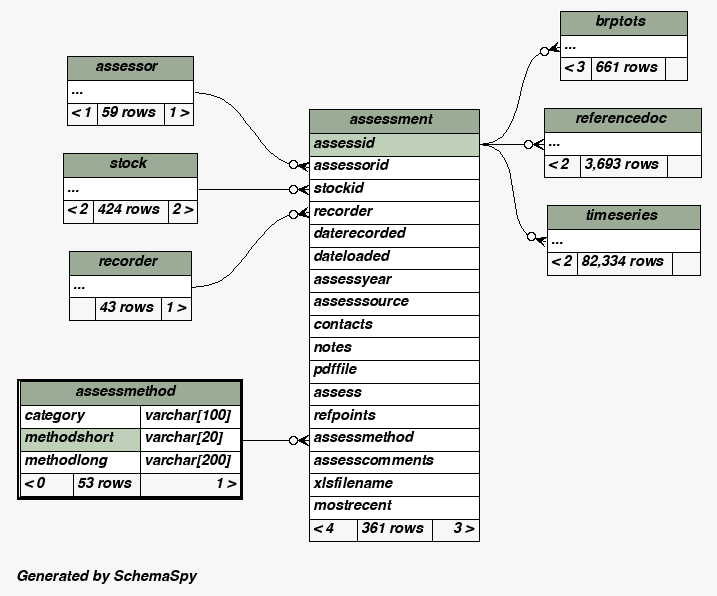 assessor
...
< 1 59 rows 1 >
stock
...
< 2 424 rows 2 >
recorder
...
43 rows 1 >
assessmethod
category varchar[100]
methodshort varchar[20]
methodlong varchar[200]
< 0 53 rows 1 >
assessment
assessid
assessorid
stockid
recorder
daterecorded
dateloaded
assessyear
assesssource
contacts
notes
pdffile
assess
refpoints
assessmethod
assesscomments
xlsfilename
mostrecent
< 4 361 rows 3 >
brptots
...
< 3 661 rows
referencedoc
...
< 2 3,693 rows
timeseries
...
< 2 82,334 rows
Generated by SchemaSpy